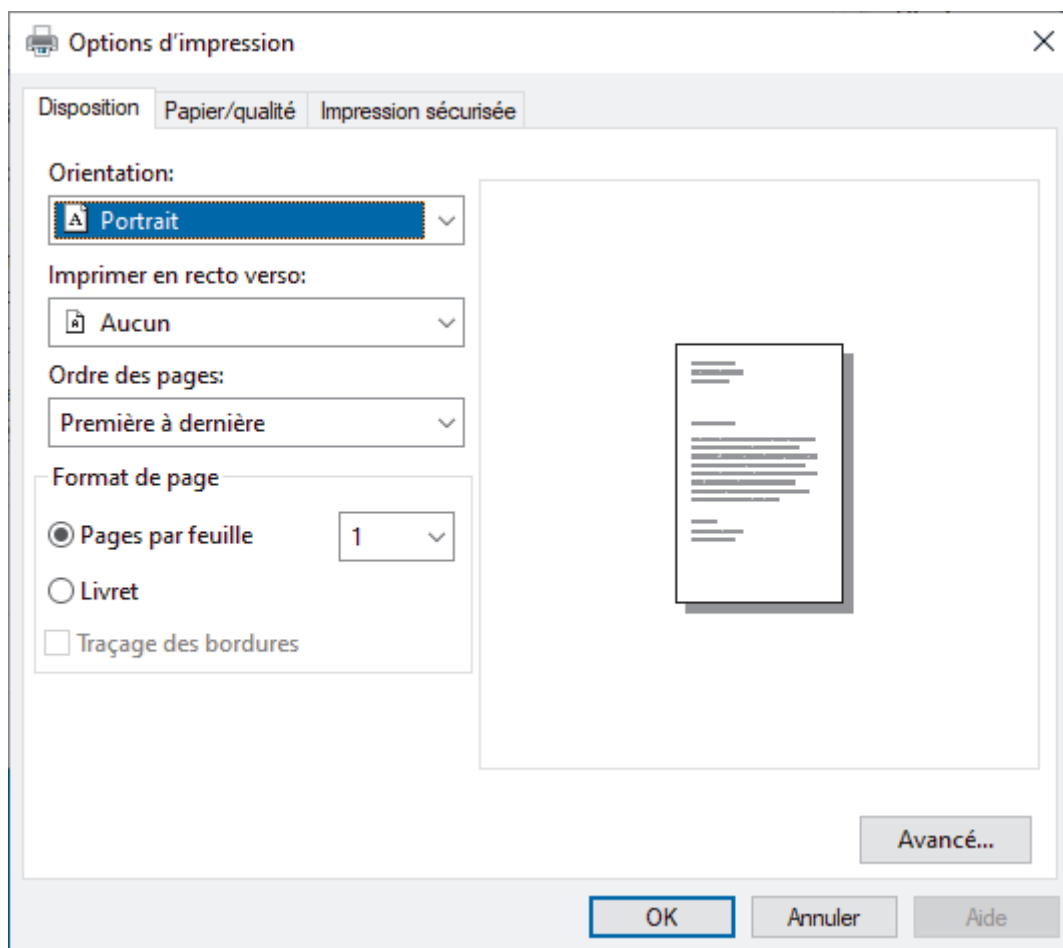 Options d'impression
Disposition
Papier/qualité
Impression sécurisée
Orientation:
Portrait
Imprimer en recto verso:
Aucun
Ordre des pages:
Première à dernière
Format de page
Pages par feuille
1
Livret
Traçage des bordures
Avancé...
OK
Annuler
Aide